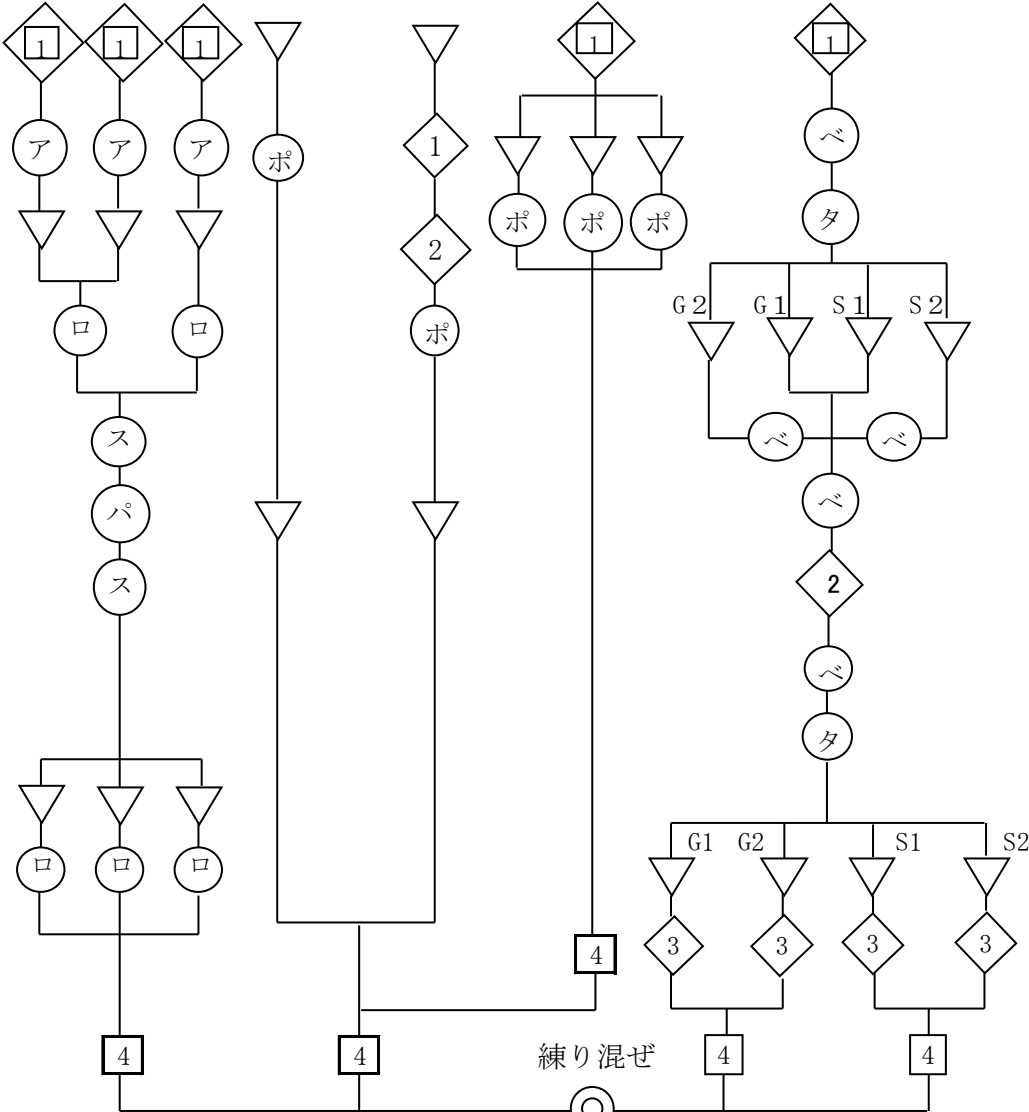 1 1 1 1 1
ア ア ア ポ 1 ベ
ポ ポ ポ タ
2
G2 G1 S1 S2
ロ ロ ポ
ス ベ ベ
パ ベ
ス 2
ベ
タ
G1 G2 S1 S2
ロ ロ ロ
4 3 3 3 3
4 4 練り混ぜ 4 4